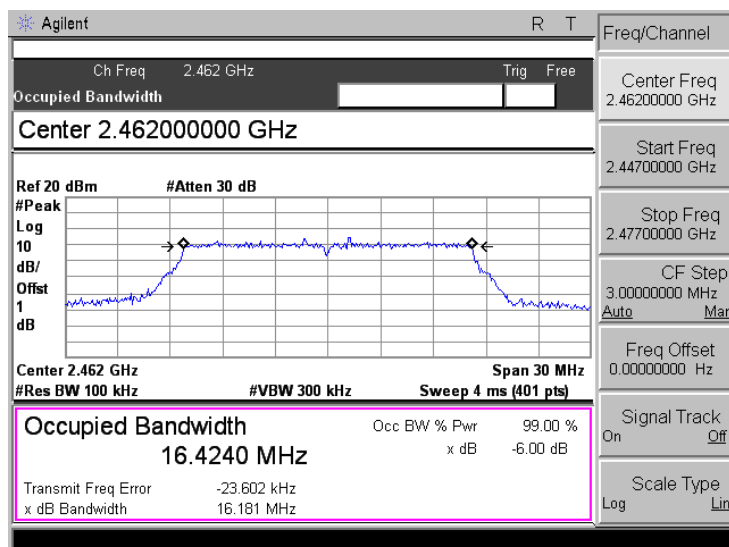 Agilent
R T
Ch Freq 2.462 GHz
Trig Free
Occupied Bandwidth
Center 2.462000000 GHz
Ref 20 dBm
#Atten 30 dB
#Peak
Log
10
dB/
Offst
1
dB
Center 2.462 GHz
Span 30 MHz
#Res BW 100 kHz
#VBW 300 kHz
Sweep 4 ms (401 pts)
Occupied Bandwidth
16.4240 MHz
Occ BW % Pwr 99.00 %
x dB -6.00 dB
Transmit Freq Error -23.602 kHz
x dB Bandwidth 16.181 MHz
Freq/Channel
Center Freq
2.46200000 GHz
Start Freq
2.44700000 GHz
Stop Freq
2.47700000 GHz
CF Step
3.00000000 MHz
Auto Man
Freq Offset
0.00000000 Hz
Signal Track
On Off
Scale Type
Log Lin